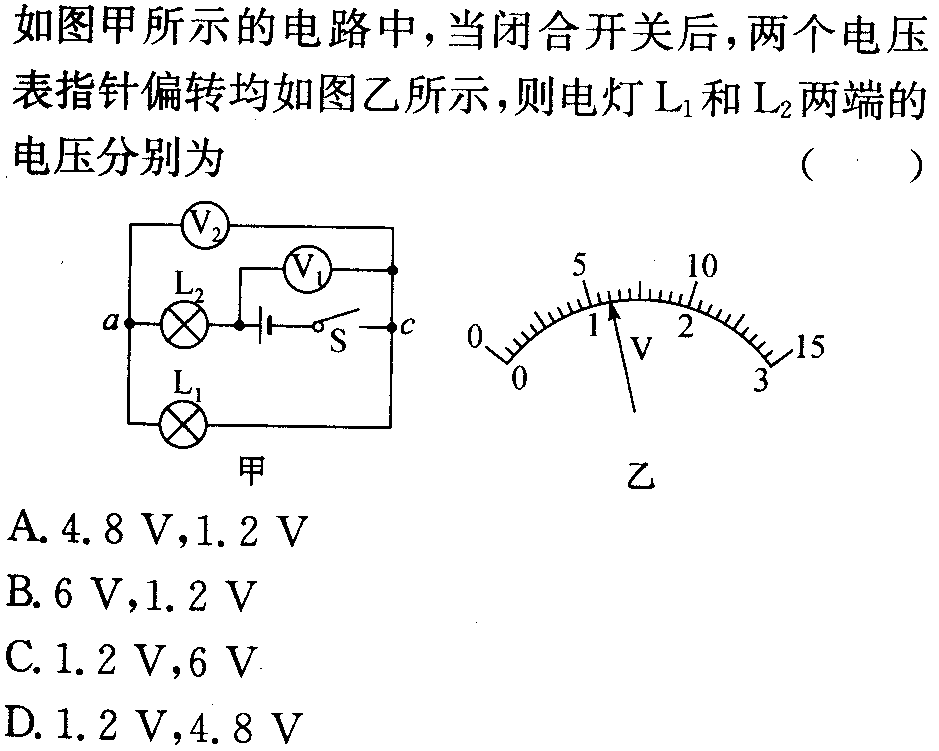 如图甲所示的电路中,当闭合开关后,两个电压
表指针偏转均如图乙所示,则电灯 L₁ 和 L₂ 两端的
电压分别为 ( )
V₂
V₁
L₂
a
S
c
L₁
甲
5 10
0 1 2 15
V
0 3
乙
A. 4.8 V,1.2 V
B. 6 V,1.2 V
C. 1.2 V,6 V
D. 1.2 V,4.8 V